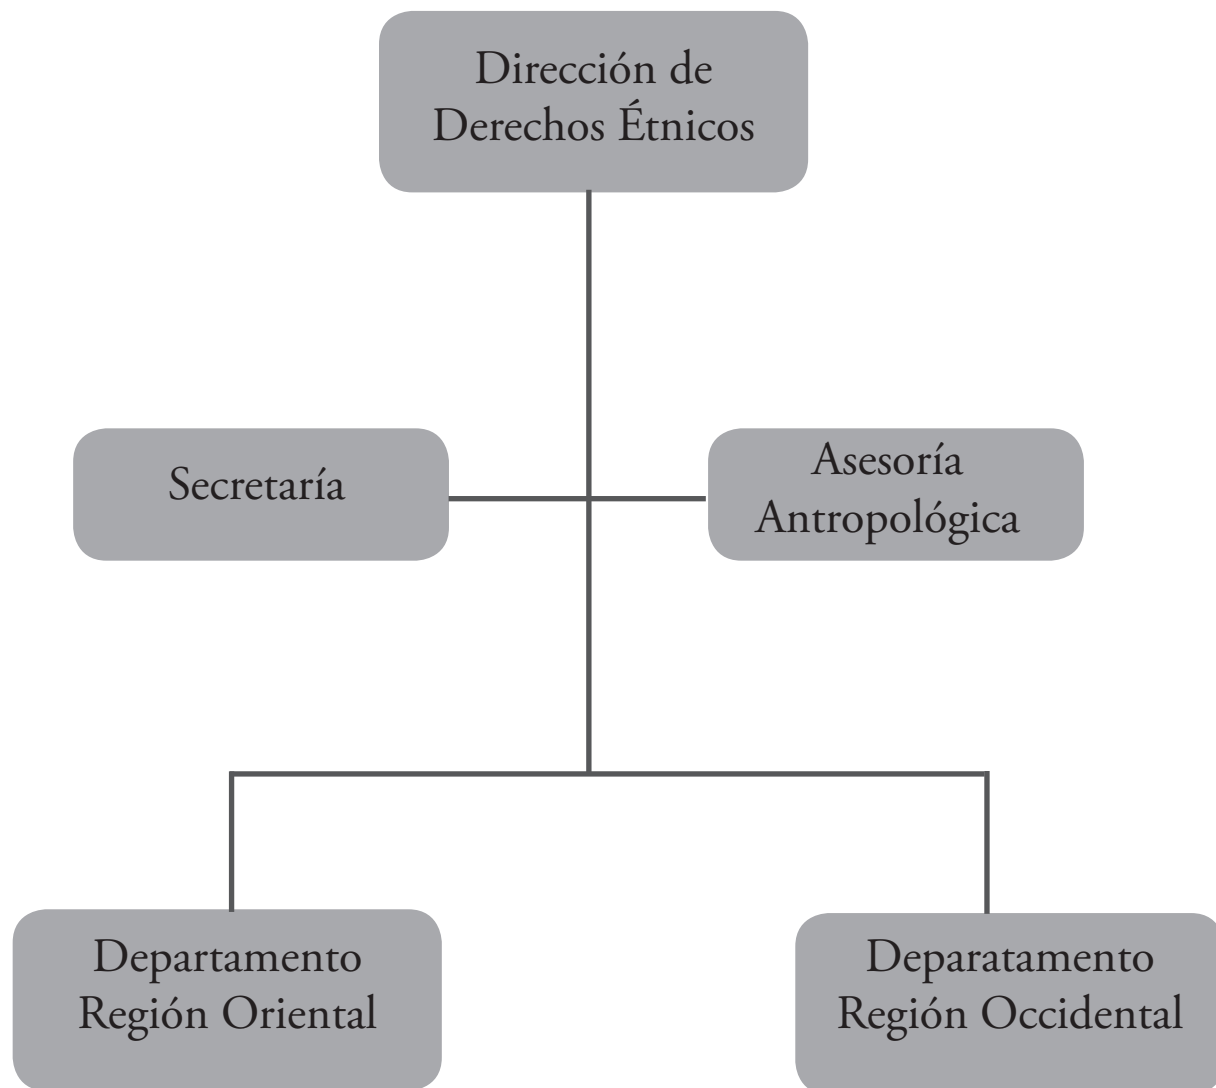 Dirección de
Derechos Étnicos
Secretaría
Asesoría
Antropológica
Departamento
Región Oriental
Deparatamento
Región Occidental